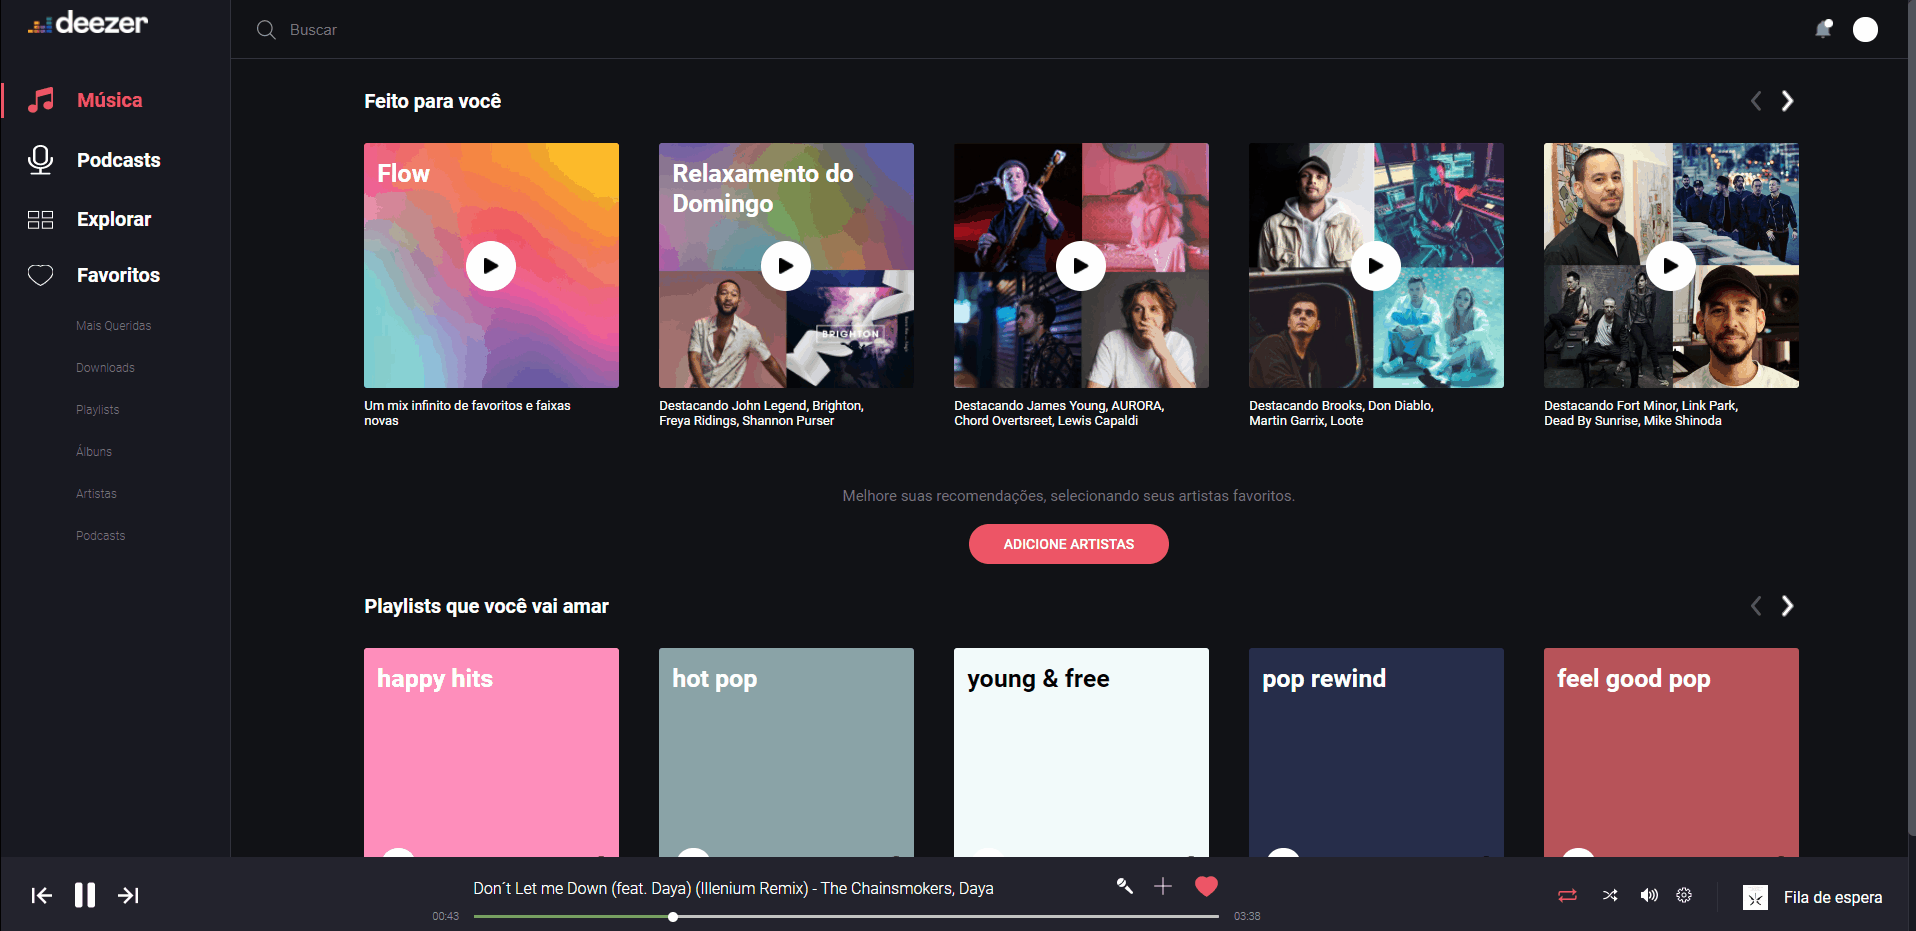 deezer
Buscar
Música
Podcasts
Explorar
Favoritos
Mais Queridas
Downloads
Playlists
Álbuns
Artistas
Podcasts
Feito para você
Flow
Relaxamento do
Domingo
BRIGHTON
Um mix infinito de favoritos e faixas
novas
Destacando John Legend, Brighton,
Freya Ridings, Shannon Purser
Destacando James Young, AURORA,
Chord Overtsreet, Lewis Capaldi
Destacando Brooks, Don Diablo,
Martin Garrix, Loote
Destacando Fort Minor, Link Park,
Dead By Sunrise, Mike Shinoda
Melhore suas recomendações, selecionando seus artistas favoritos.
ADICIONE ARTISTAS
Playlists que você vai amar
happy hits
hot pop
young & free
pop rewind
feel good pop
Don´t Let me Down (feat. Daya) (Illenium Remix) - The Chainsmokers, Daya
00:43
03:38
Fila de espera